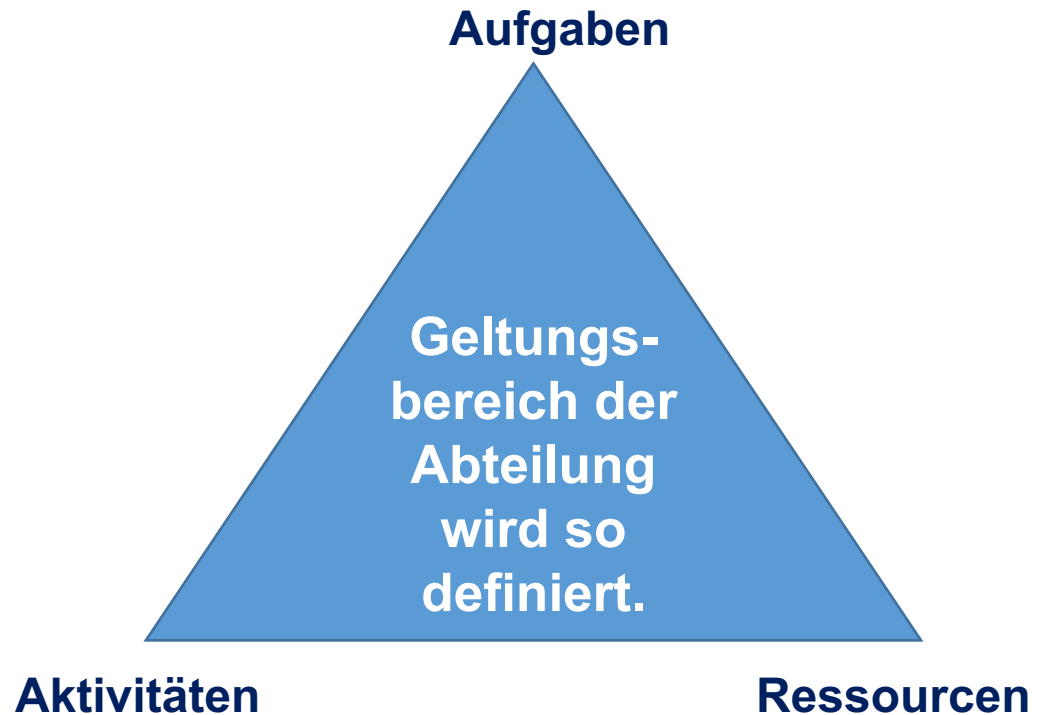 Aufgaben
Geltungs-
bereich der
Abteilung
wird so
definiert.
Aktivitäten
Ressourcen